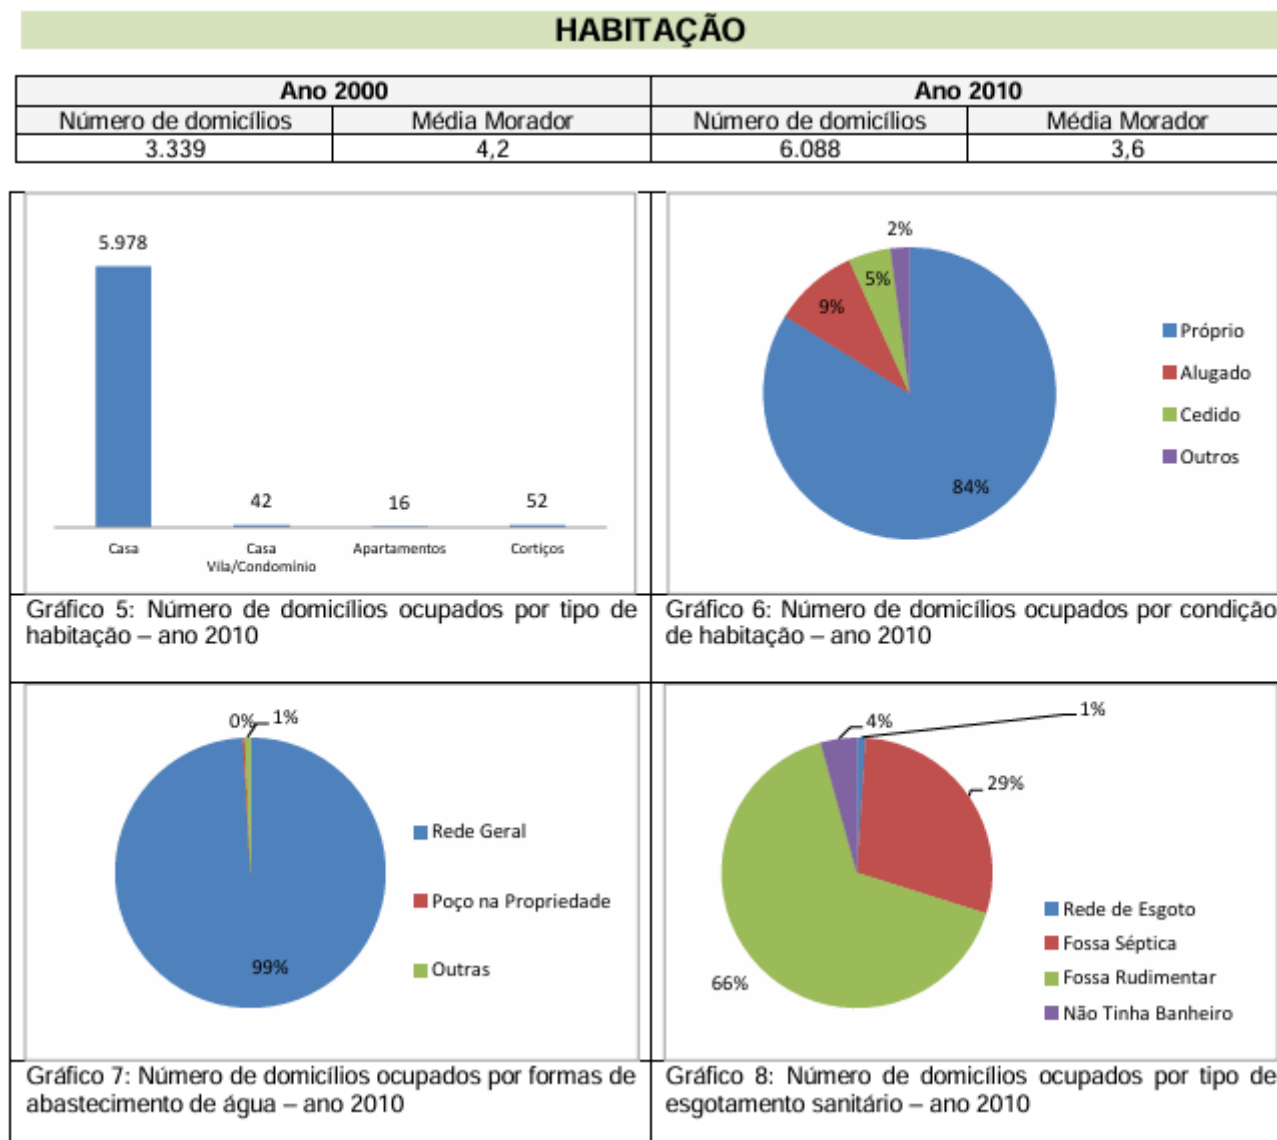 HABITAÇÃO
Ano 2000 Ano 2010
Número de domicílios Média Morador Número de domicílios Média Morador
3.339 4,2 6.088 3,6
5.978
42
16
52
Casa
Casa
Vila/Condomínio
Apartamentos
Cortiços
2%
5%
9%
84%
Próprio
Alugado
Cedido
Outros
Gráfico 5: Número de domicílios ocupados por tipo de
habitação – ano 2010
Gráfico 6: Número de domicílios ocupados por condição
de habitação – ano 2010
0% 1%
99%
Rede Geral
Poço na Propriedade
Outras
4%
1%
29%
66%
Rede de Esgoto
Fossa Séptica
Fossa Rudimentar
Não Tinha Banheiro
Gráfico 7: Número de domicílios ocupados por formas de
abastecimento de água – ano 2010
Gráfico 8: Número de domicílios ocupados por tipo de
esgotamento sanitário – ano 2010